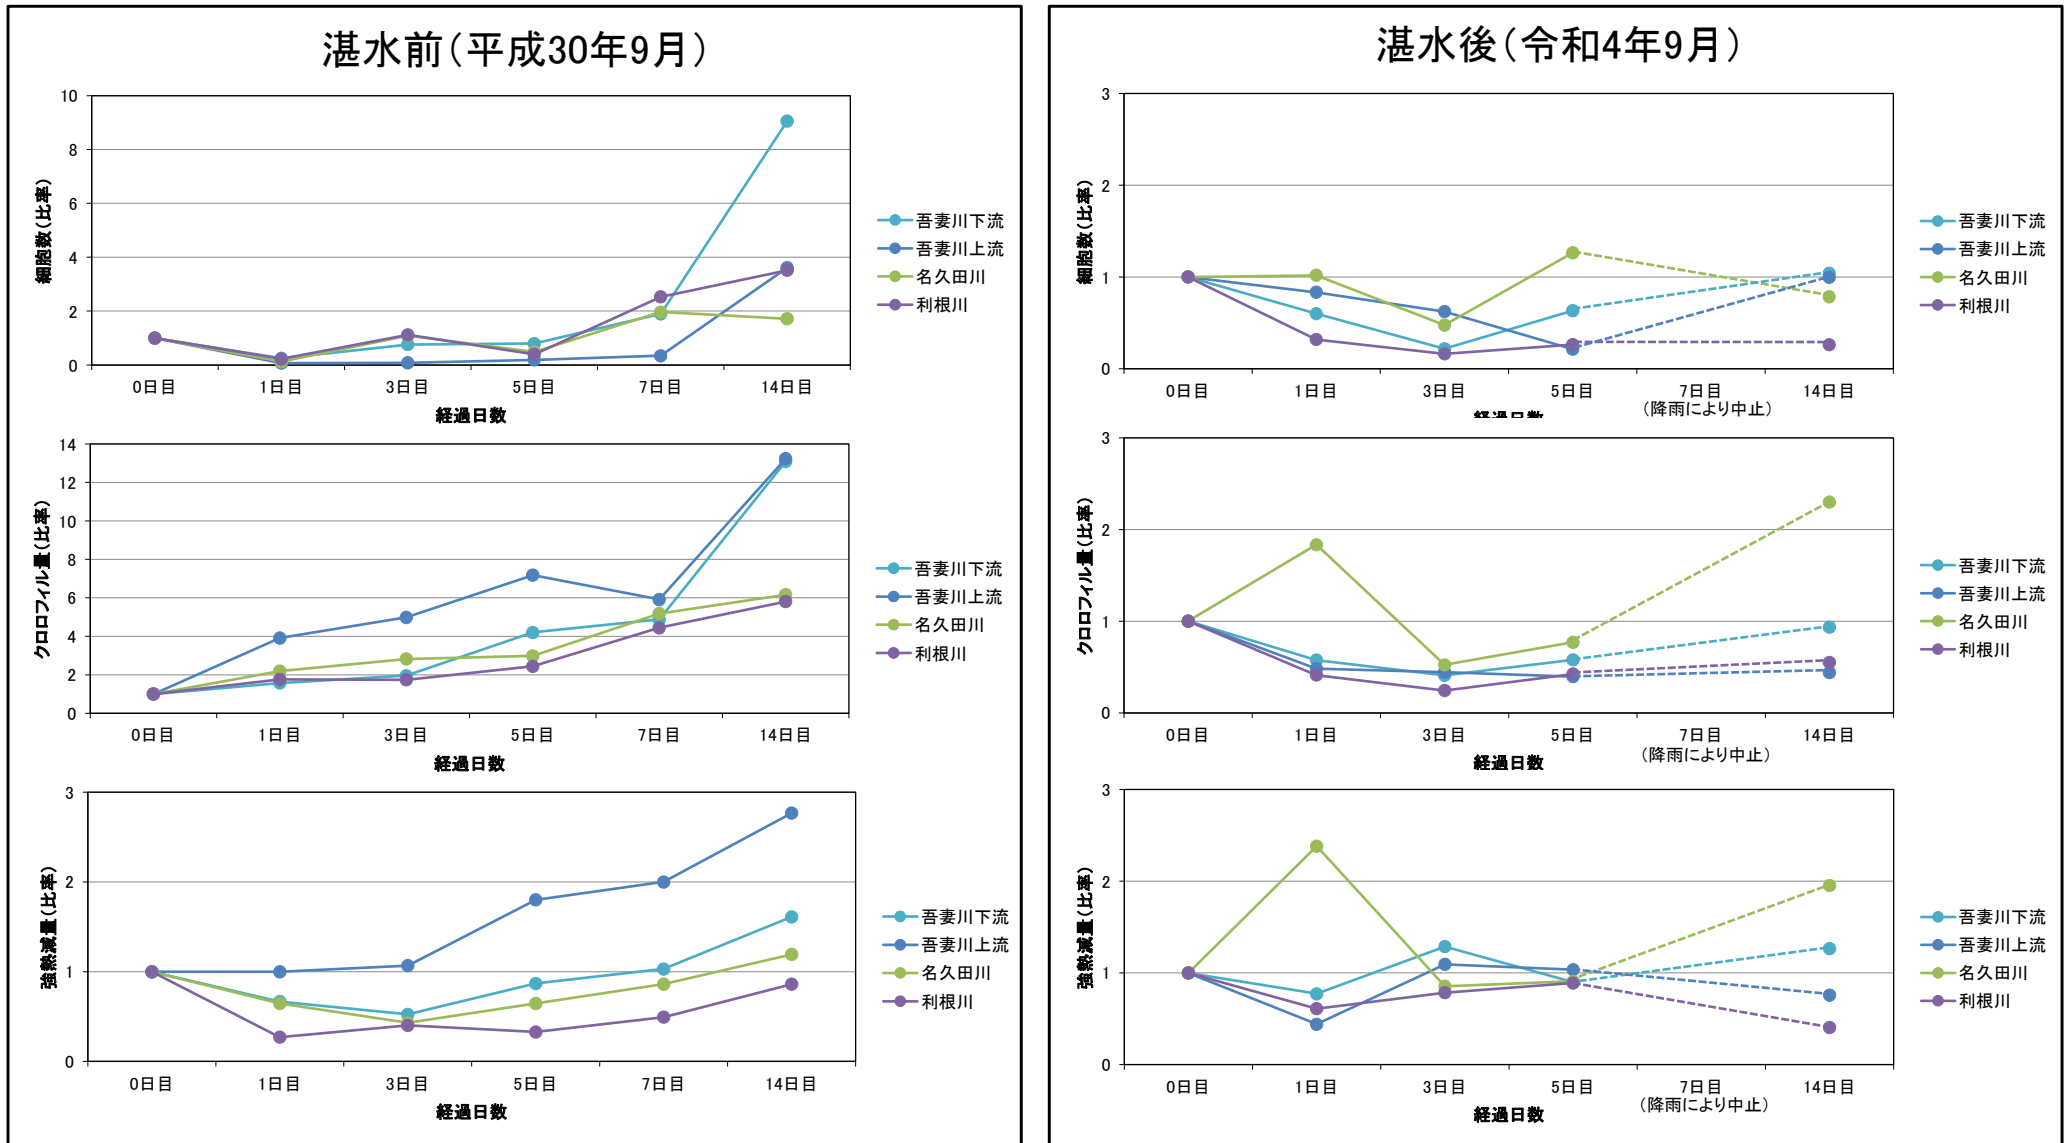 湛水前（平成30年9月）
10
8
6
4
2
0
細胞数（比率）
0日目 1日目 3日目 5日目 7日目 14日目
経過日数
吾妻川下流
吾妻川上流
名久田川
利根川
14
12
10
8
6
4
2
0
クロロフィル量（比率）
0日目 1日目 3日目 5日目 7日目 14日目
経過日数
吾妻川下流
吾妻川上流
名久田川
利根川
3
2
1
0
強熱減量（比率）
0日目 1日目 3日目 5日目 7日目 14日目
経過日数
吾妻川下流
吾妻川上流
名久田川
利根川
湛水後（令和4年9月）
3
2
1
0
細胞数（比率）
0日目 1日目 3日目 5日目 7日目 14日目
（降雨により中止）
経過日数
吾妻川下流
吾妻川上流
名久田川
利根川
3
2
1
0
クロロフィル量（比率）
0日目 1日目 3日目 5日目 7日目 14日目
（降雨により中止）
経過日数
吾妻川下流
吾妻川上流
名久田川
利根川
3
2
1
0
強熱減量（比率）
0日目 1日目 3日目 5日目 7日目 14日目
（降雨により中止）
経過日数
吾妻川下流
吾妻川上流
名久田川
利根川